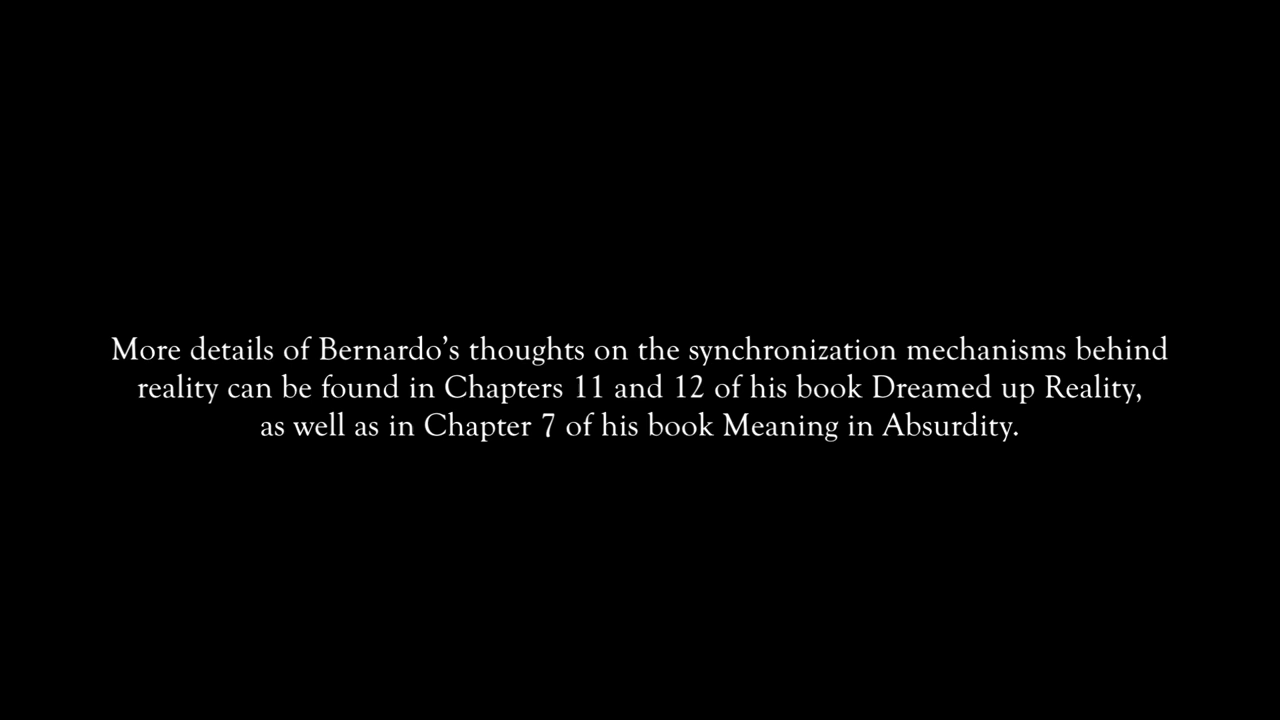 More details of Bernardo’s thoughts on the synchronization mechanisms behind
reality can be found in Chapters 11 and 12 of his book Dreamed up Reality,
as well as in Chapter 7 of his book Meaning in Absurdity.